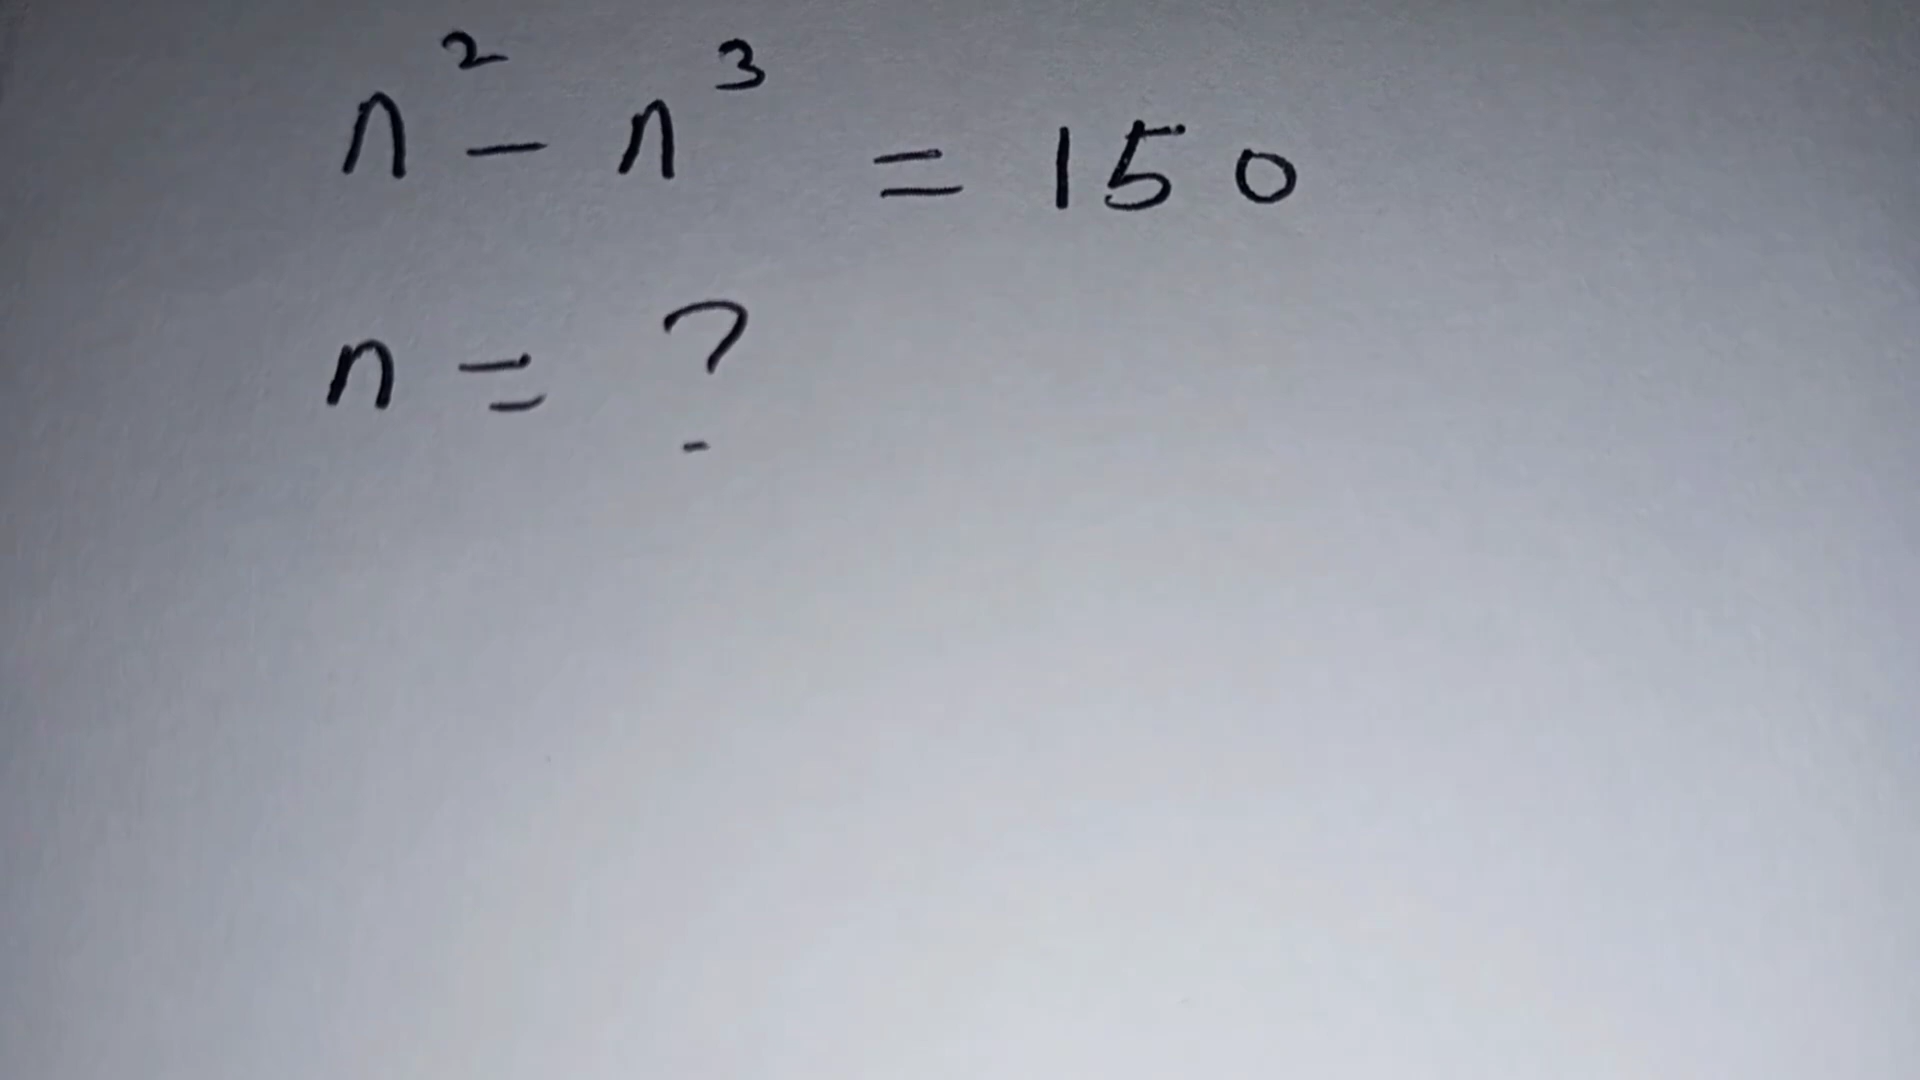 n² - n³ = 150
n = ?